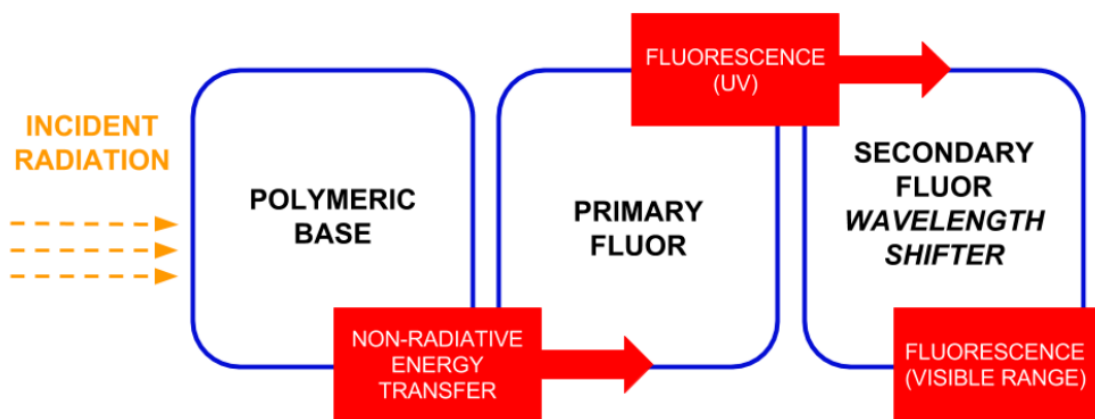 INCIDENT
RADIATION
POLYMERIC
BASE
NON-RADIATIVE
ENERGY
TRANSFER
PRIMARY
FLUOR
FLUORESCENCE
(UV)
SECONDARY
FLUOR
WAVELENGTH
SHIFTER
FLUORESCENCE
(VISIBLE RANGE)